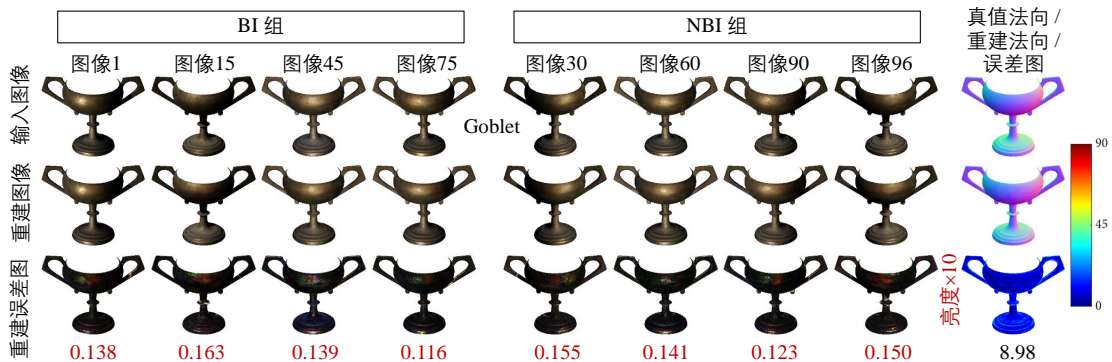 BI 组
NBI 组
真值法向 /
重建法向 /
误差图
图像1
图像15
图像45
图像75
图像30
图像60
图像90
图像96
输入图像
Goblet
重建图像
重建误差图
亮度×10
90
45
0
0.138
0.163
0.139
0.116
0.155
0.141
0.123
0.150
8.98